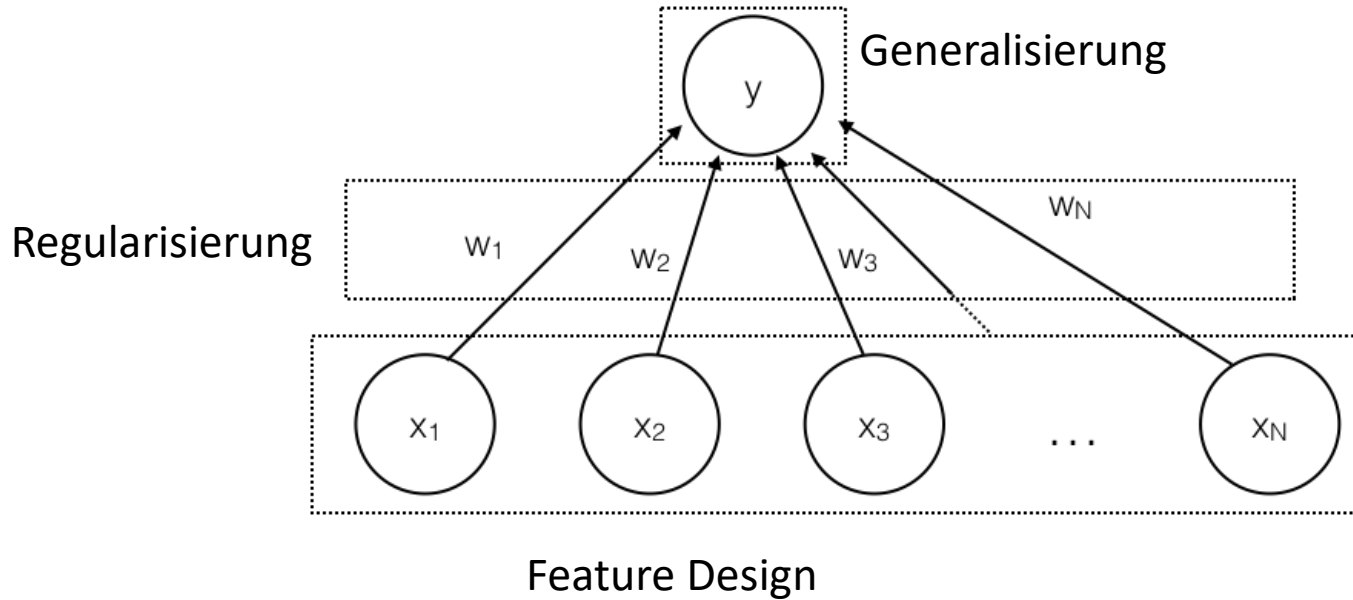 Generalisierung
y
Regularisierung
w₁
w₂
w₃
wN
x₁
x₂
x₃
...
xN
Feature Design